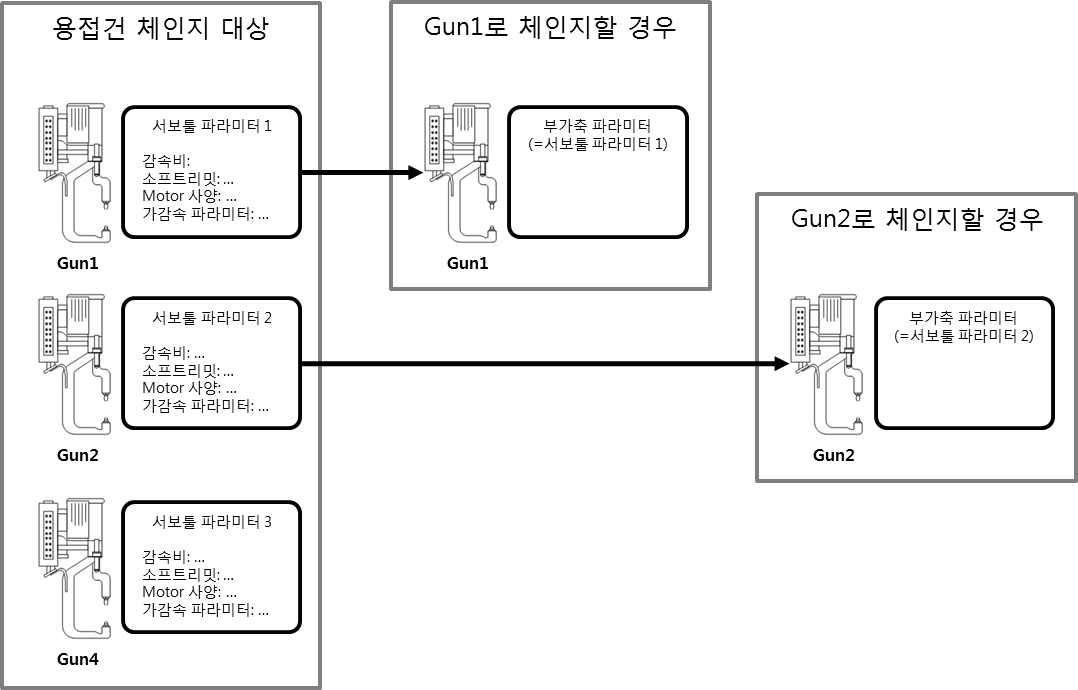 용접건 체인지 대상
서보툴 파라미터 1
감속비:
소프트리밋: ...
Motor 사양: ...
가감속 파라미터: ...
Gun1
서보툴 파라미터 2
감속비: ...
소프트리밋: ...
Motor 사양: ...
가감속 파라미터: ...
Gun2
서보툴 파라미터 3
감속비: ...
소프트리밋: ...
Motor 사양: ...
가감속 파라미터: ...
Gun4
Gun1로 체인지할 경우
부가축 파라미터
(=서보툴 파라미터 1)
Gun1
Gun2로 체인지할 경우
부가축 파라미터
(=서보툴 파라미터 2)
Gun2